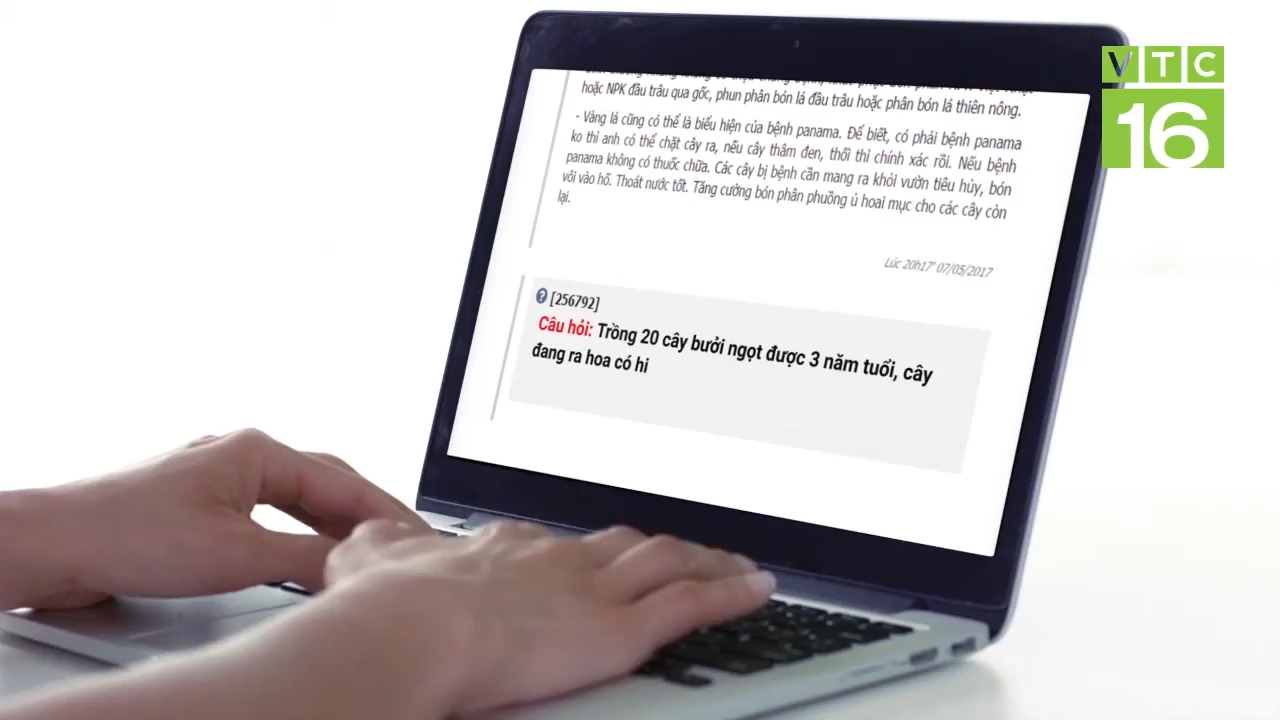 VTC
16
hoặc NPK đầu trâu qua gốc, phun phân bón lá đầu trâu hoặc phân bón lá thiên nông.
- Vàng lá cũng có thể là biểu hiện của bệnh panama. Để biết, có phải bệnh panama
ko thì anh có thể chặt cây ra, nếu cây thâm đen, thối thì chính xác rồi. Nếu bệnh
panama không có thuốc chữa. Các cây bị bệnh cần mang ra khỏi vườn tiêu hủy, bón
vôi vào hố. Thoát nước tốt. Tăng cường bón phân phuồng ủ hoai mục cho các cây còn
lại.
Lúc 20h17' 07/05/2017
[256792]
Câu hỏi: Trồng 20 cây bưởi ngọt được 3 năm tuổi, cây
đang ra hoa có hi